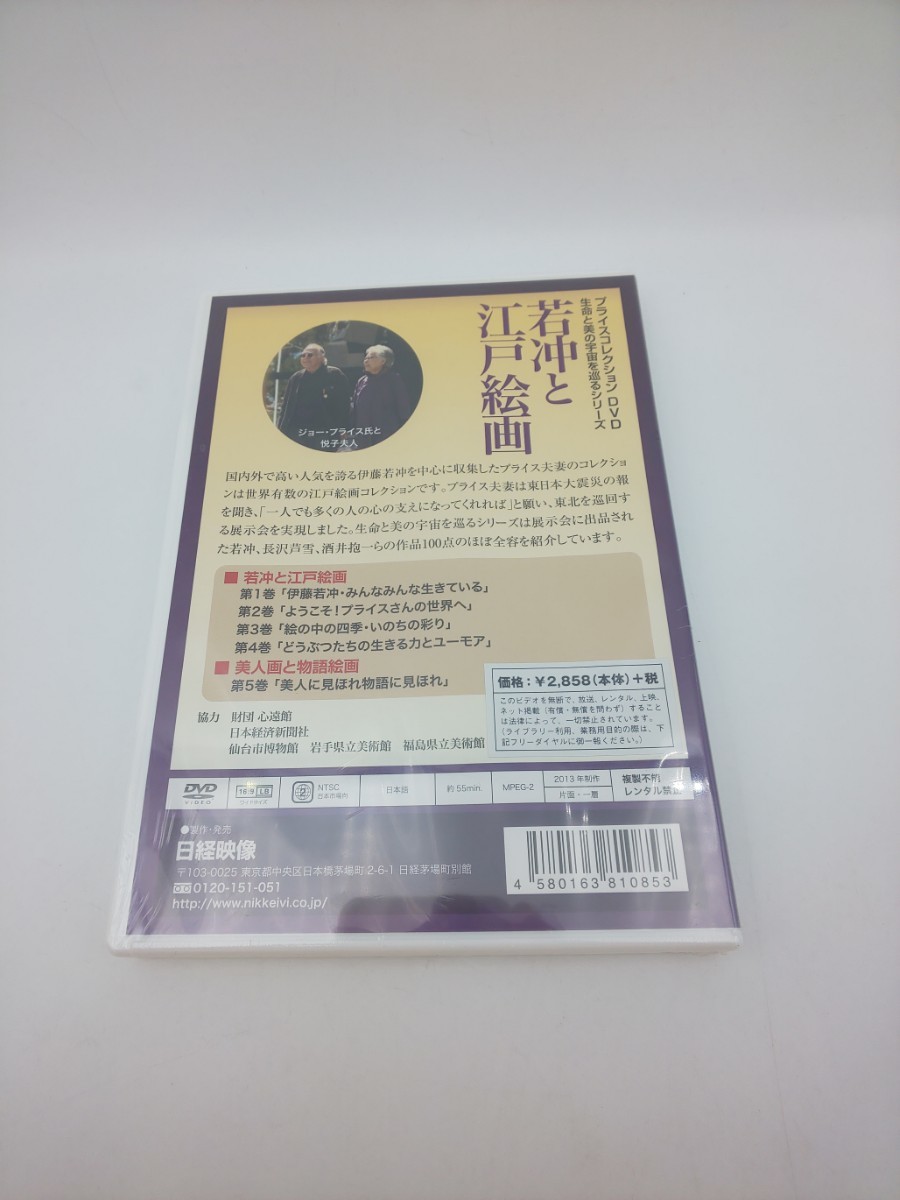 プライスコレクション DVD
生命と美の宇宙を巡るシリーズ
若冲と
江戸絵画
ジョー・プライス氏と
悦子夫人
国内外で高い人気を誇る伊藤若冲を中心に収集したプライス夫妻のコレクショ
ンは世界有数の江戸絵画コレクションです。プライス夫妻は東日本大震災の報
を聞き、「一人でも多くの人の心の支えになってくれれば」と願い、東北を巡回す
る展示会を実現しました。生命と美の宇宙を巡るシリーズは展示会に出品され
た若冲、長沢芦雪、酒井抱一らの作品100点のほぼ全容を紹介しています。
■ 若冲と江戸絵画
第1巻「伊藤若冲・みんなみんな生きている」
第2巻「ようこそ!プライスさんの世界へ」
第3巻「絵の中の四季・いのちの彩り」
第4巻「どうぶつたちの生きる力とユーモア」
■ 美人画と物語絵画
第5巻「美人に見ほれ物語に見ほれ」
価格:¥2,858(本体)+税
このビデオを無断で、放送、レンタル、上映、
ネット掲載(有償・無償を問わず)すること
は法律によって、一切禁止されています。
(ライブラリー利用、業務用目的の際は、下
記フリーダイヤルに御一報ください。)
協力 財団 心遠館
日本経済新聞社
仙台市博物館 岩手県立美術館 福島県立美術館
DVD
VIDEO
16:9 LB
ワイドサイズ
2
NTSC
日本市場向
日本語
約 55min.
MPEG-2
2013年制作
片面・一層
複製不能
レンタル禁止
●製作・発売
日経映像
〒103-0025 東京都中央区日本橋茅場町 2-6-1 日経茅場町別館
0120-151-051
http://www.nikkeivi.co.jp/
4 580163 810853